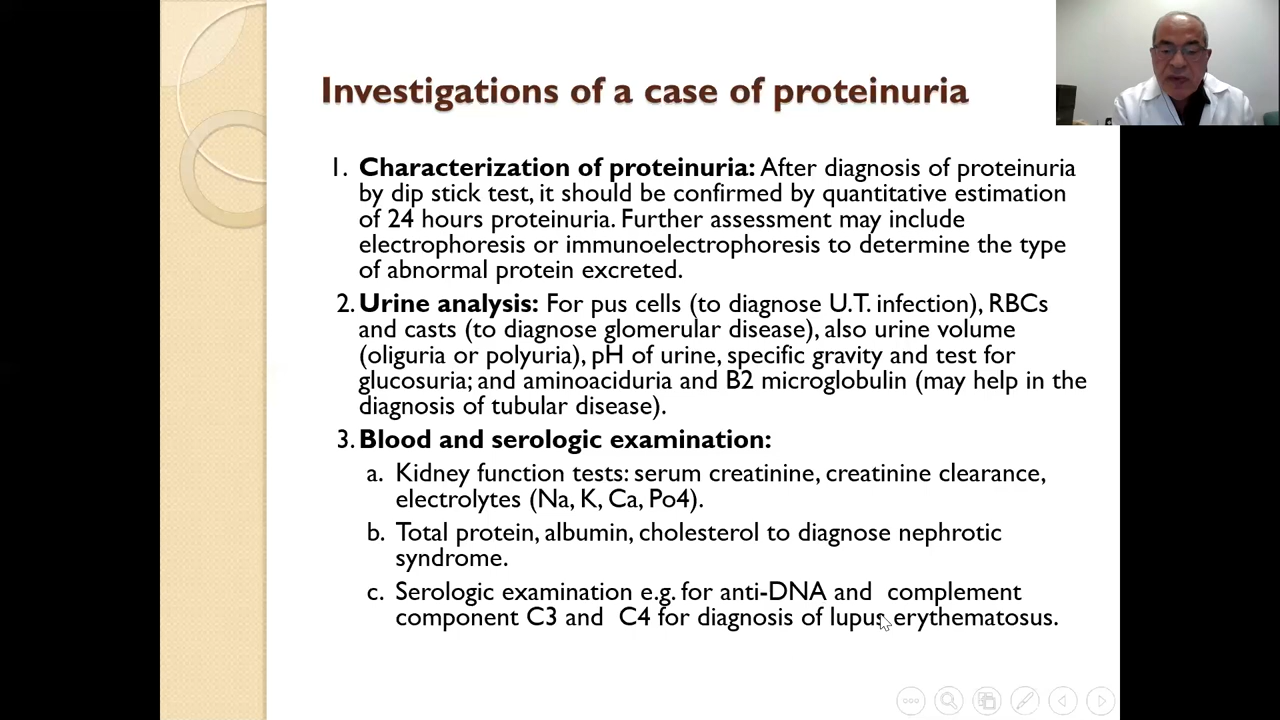 Investigations of a case of proteinuria
1. Characterization of proteinuria: After diagnosis of proteinuria
by dip stick test, it should be confirmed by quantitative estimation
of 24 hours proteinuria. Further assessment may include
electrophoresis or immunoelectrophoresis to determine the type
of abnormal protein excreted.
2. Urine analysis: For pus cells (to diagnose U.T. infection), RBCs
and casts (to diagnose glomerular disease), also urine volume
(oliguria or polyuria), pH of urine, specific gravity and test for
glucosuria; and aminoaciduria and B2 microglobulin (may help in the
diagnosis of tubular disease).
3. Blood and serologic examination:
a. Kidney function tests: serum creatinine, creatinine clearance,
electrolytes (Na, K, Ca, Po4).
b. Total protein, albumin, cholesterol to diagnose nephrotic
syndrome.
c. Serologic examination e.g. for anti-DNA and complement
component C3 and C4 for diagnosis of lupus erythematosus.